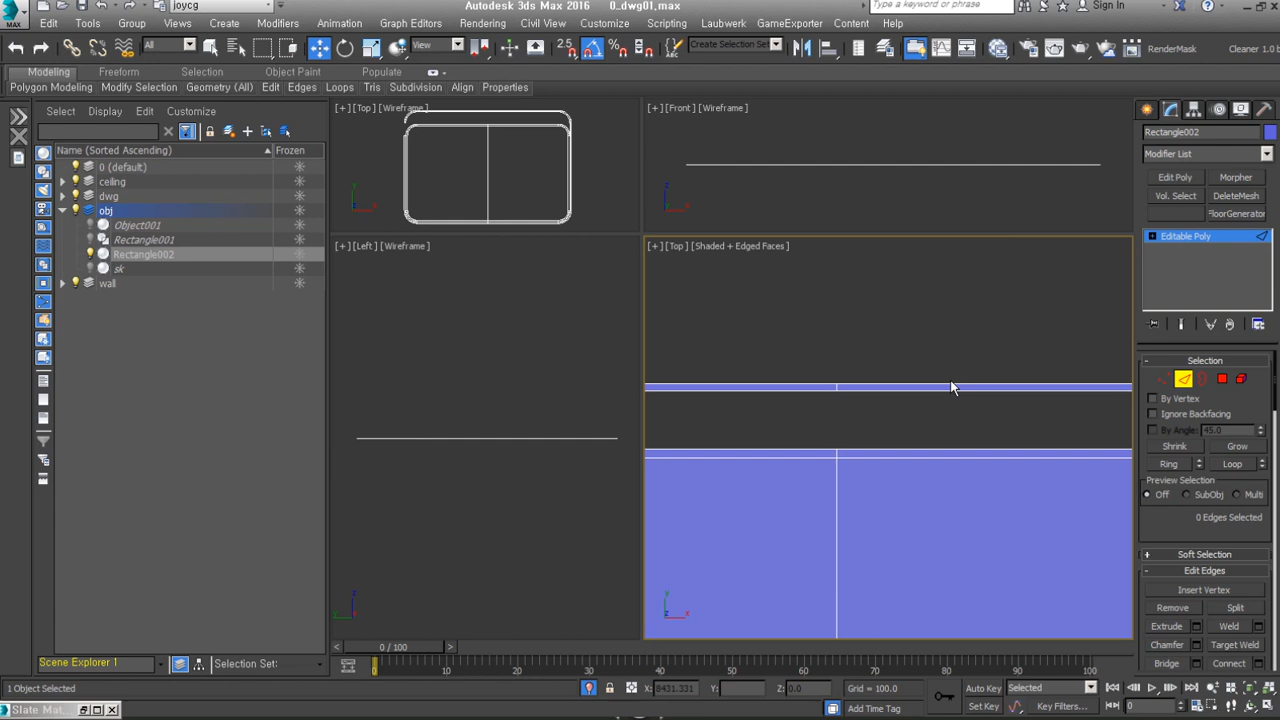 joycg
Autodesk 3ds Max 2016 0_dwg01.max
Type a keyword or phrase
Sign In
MAX
Edit Tools Group Views Create Modifiers Animation Graph Editors Rendering Civil View Customize Scripting Laubwerk GameExporter Content Help
All
View
2.5
Create Selection Set
RenderMask
Cleaner 1.0
Modeling Freeform Selection Object Paint Populate
Polygon Modeling Modify Selection Geometry (All) Edit Edges Loops Tris Subdivision Align Properties
Select Display Edit Customize
Name (Sorted Ascending) Frozen
0 (default)
ceiling
dwg
obj
Object001
Rectangle001
Rectangle002
sk
wall
Scene Explorer 1
Selection Set:
[+] [Top] [Wireframe]
[+] [Front] [Wireframe]
[+] [Left] [Wireframe]
[+] [Top] [Shaded + Edged Faces]
Rectangle002
Modifier List
Edit Poly Morpher
Vol. Select DeleteMesh
FloorGenerator
Editable Poly
Selection
By Vertex
Ignore Backfacing
By Angle: 45.0
Shrink Grow
Ring Loop
Preview Selection
Off SubObj Multi
0 Edges Selected
Soft Selection
Edit Edges
Insert Vertex
Remove Split
Extrude Weld
Chamfer Target Weld
Bridge Connect
0 / 100
0 10 20 30 40 50 60 70 80 90 100
1 Object Selected
X: 8431.331 Y: Z: 0.0
Grid = 100.0
Add Time Tag
Auto Key Selected
Set Key Key Filters...
0
Slate Mat...